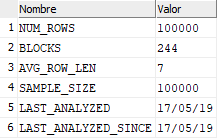 Nombre Valor
1 NUM_ROWS 100000
2 BLOCKS 244
3 AVG_ROW_LEN 7
4 SAMPLE_SIZE 100000
5 LAST_ANALYZED 17/05/19
6 LAST_ANALYZED_SINCE 17/05/19